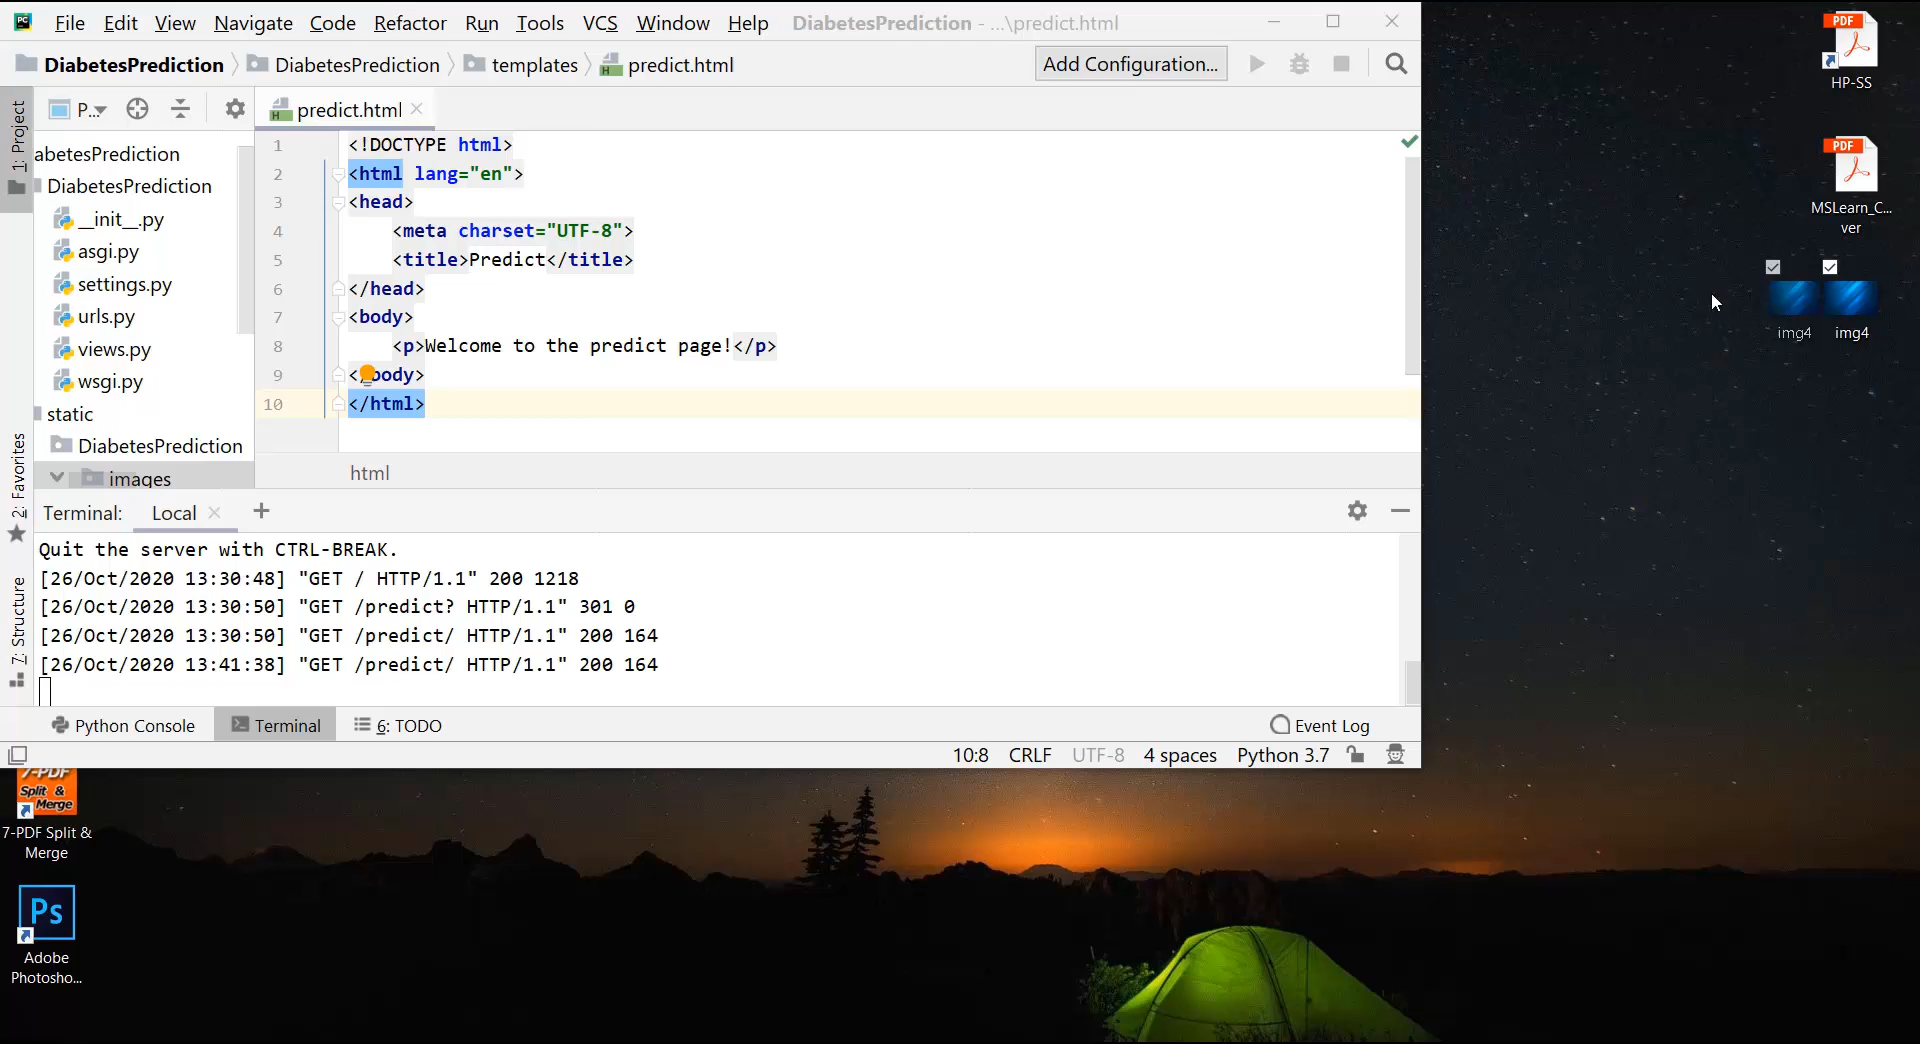 File Edit View Navigate Code Refactor Run Tools VCS Window Help DiabetesPrediction - ...\predict.html
DiabetesPrediction DiabetesPrediction templates predict.html Add Configuration...
1: Project
P... predict.html
abetesPrediction
DiabetesPrediction
__init__.py
asgi.py
settings.py
urls.py
views.py
wsgi.py
static
DiabetesPrediction
images
1 <!DOCTYPE html>
2 <html lang="en">
3 <head>
4 <meta charset="UTF-8">
5 <title>Predict</title>
6 </head>
7 <body>
8 <p>Welcome to the predict page!</p>
9 </body>
10 </html>
html
2: Favorites
7: Structure
Terminal: Local
Quit the server with CTRL-BREAK.
[26/Oct/2020 13:30:48] "GET / HTTP/1.1" 200 1218
[26/Oct/2020 13:30:50] "GET /predict? HTTP/1.1" 301 0
[26/Oct/2020 13:30:50] "GET /predict/ HTTP/1.1" 200 164
[26/Oct/2020 13:41:38] "GET /predict/ HTTP/1.1" 200 164
Python Console Terminal 6: TODO Event Log
10:8 CRLF UTF-8 4 spaces Python 3.7
PDF
HP-SS
PDF
MSLearn_C...
ver
img4 img4
7-PDF
Split &
Merge
7-PDF Split &
Merge
Ps
Adobe
Photosho...